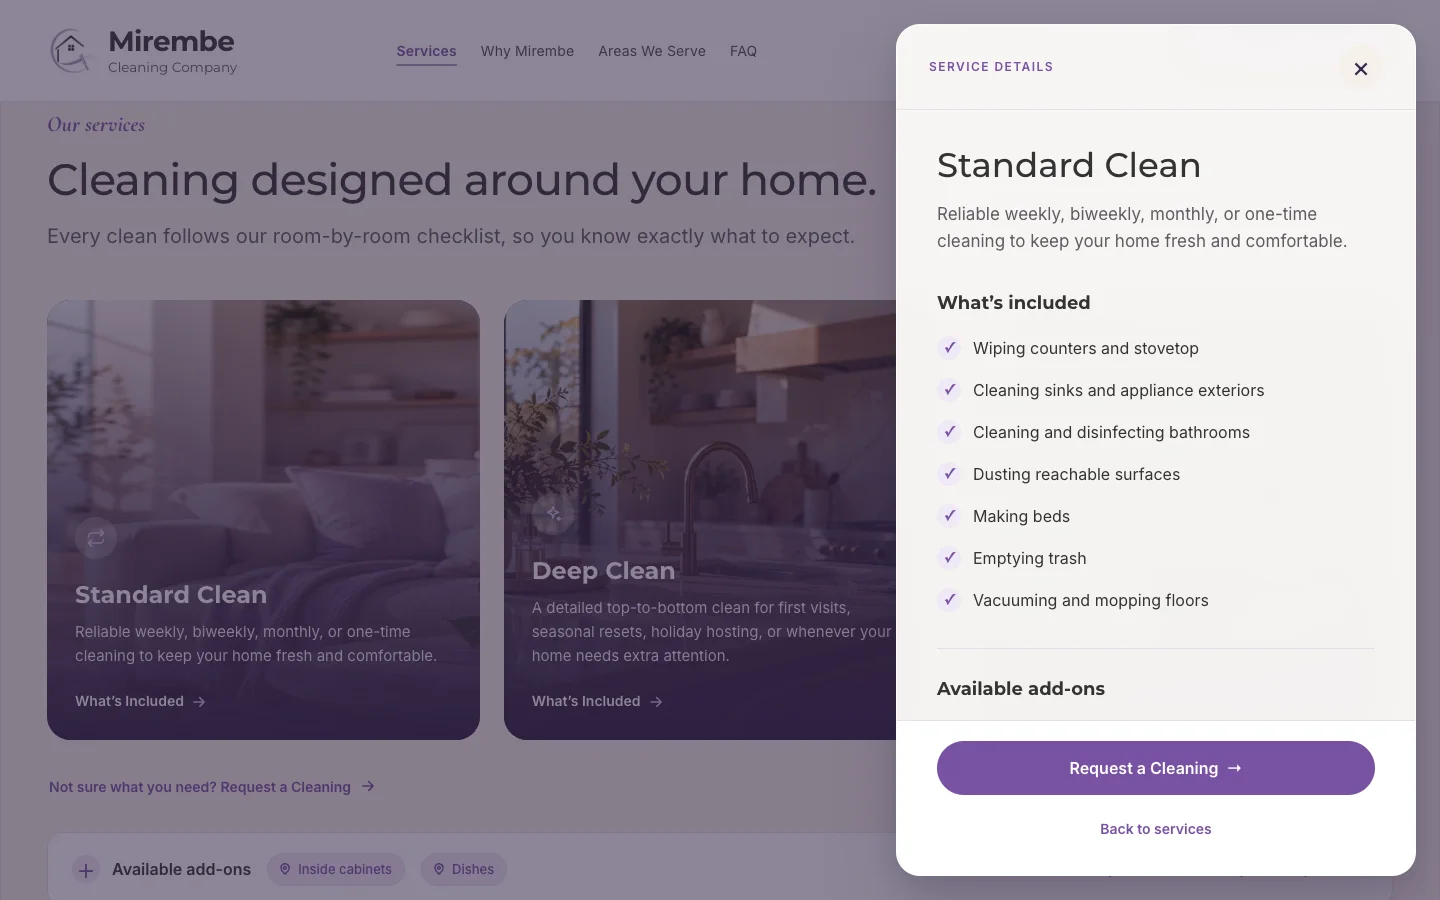 Mirembe
Cleaning Company
Services
Why Mirembe
Areas We Serve
FAQ
Our services
Cleaning designed around your home.
Every clean follows our room-by-room checklist, so you know exactly what to expect.
Standard Clean
Reliable weekly, biweekly, monthly, or one-time
cleaning to keep your home fresh and comfortable.
What’s Included →
Deep Clean
A detailed top-to-bottom clean for first visits,
seasonal resets, holiday hosting, or whenever your
home needs extra attention.
What’s Included →
Not sure what you need? Request a Cleaning →
Available add-ons
Inside cabinets
Dishes
SERVICE DETAILS
Standard Clean
Reliable weekly, biweekly, monthly, or one-time
cleaning to keep your home fresh and comfortable.
What’s included
✓ Wiping counters and stovetop
✓ Cleaning sinks and appliance exteriors
✓ Cleaning and disinfecting bathrooms
✓ Dusting reachable surfaces
✓ Making beds
✓ Emptying trash
✓ Vacuuming and mopping floors
Available add-ons
Request a Cleaning →
Back to services